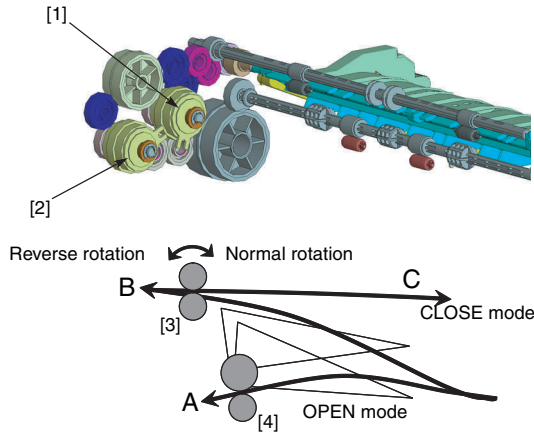 [1]
[2]
Reverse rotation
Normal rotation
B
C
CLOSE mode
[3]
A
OPEN mode
[4]